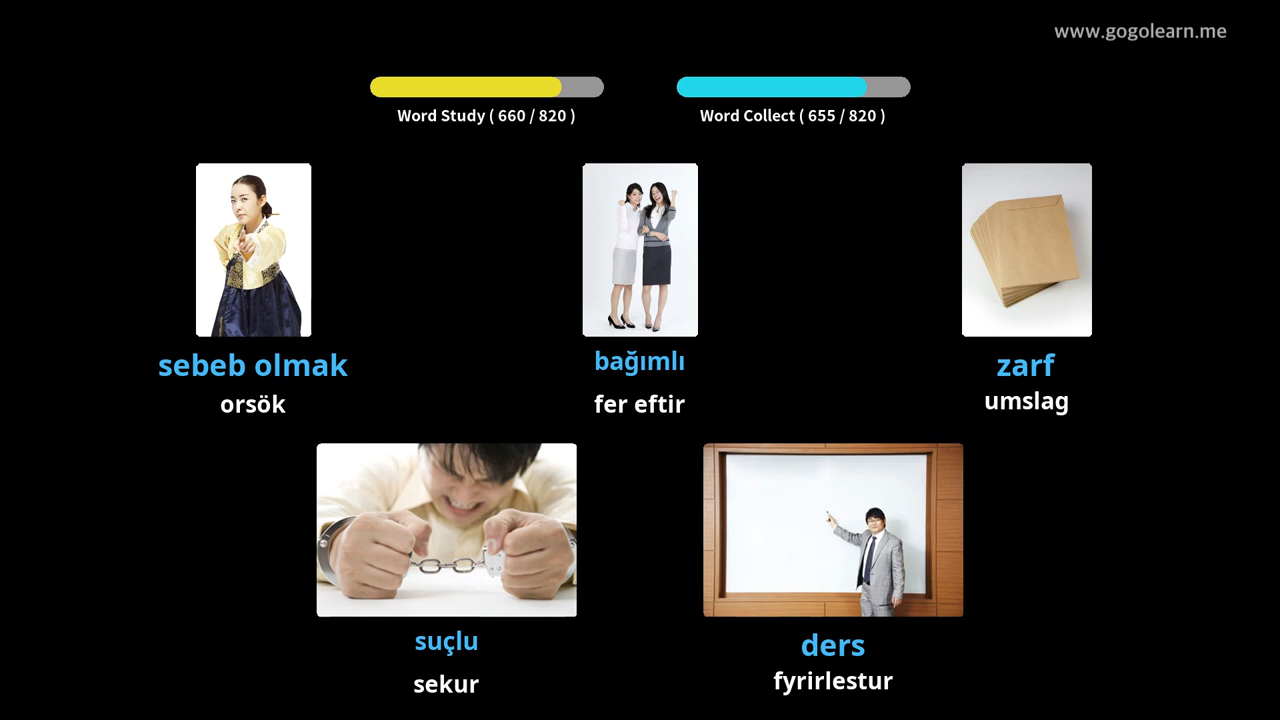 www.gogolearn.me
Word Study ( 660 / 820 )
Word Collect ( 655 / 820 )
sebeb olmak
orsök
bağımlı
fer eftir
zarf
umslag
suçlu
sekur
ders
fyrirlestur